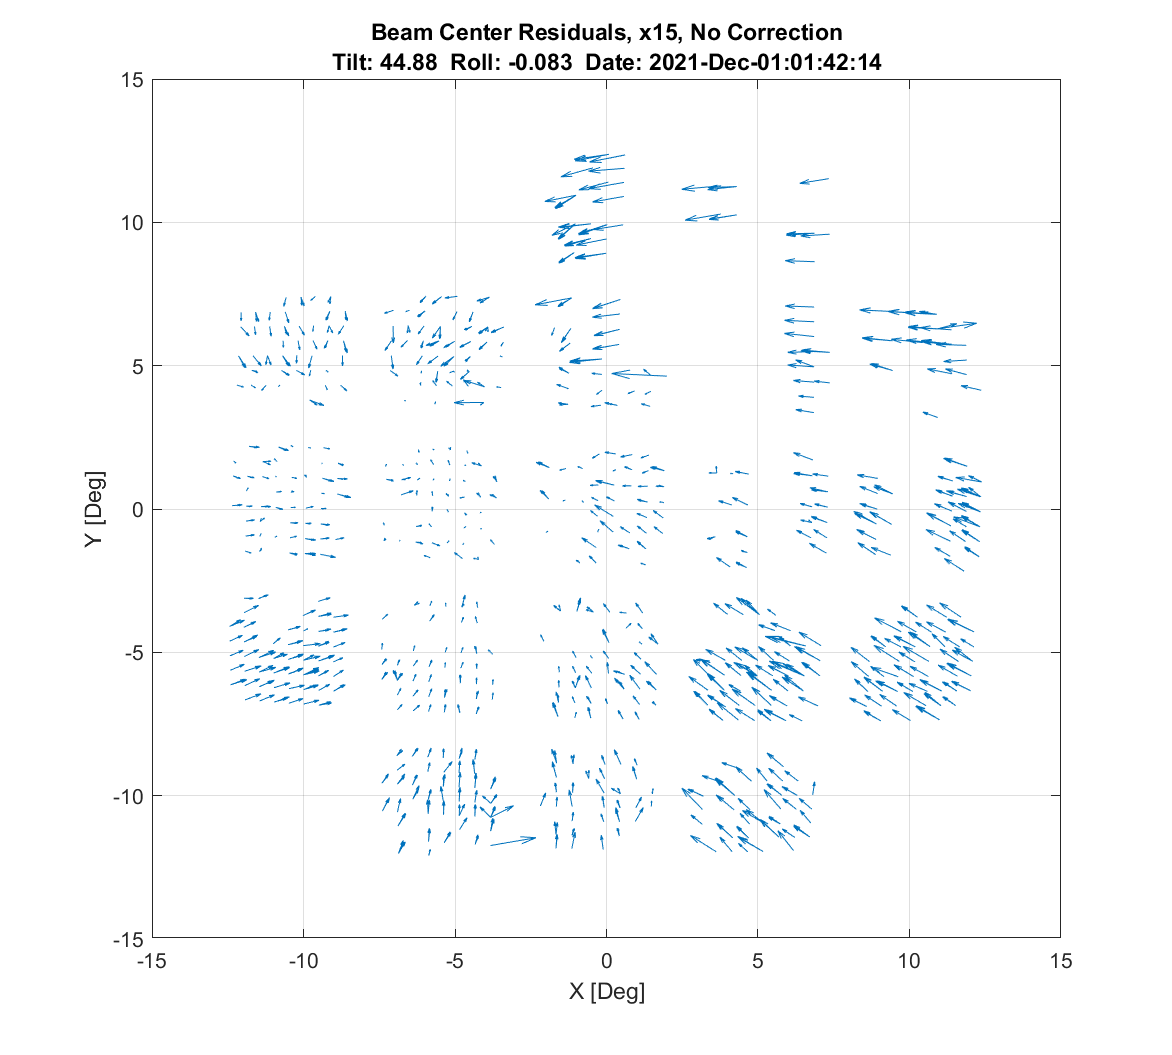 Beam Center Residuals, x15, No Correction
Tilt: 44.88  Roll: -0.083  Date: 2021-Dec-01:01:42:14
15
10
5
0
-5
-10
-15
Y [Deg]
-15 -10 -5 0 5 10 15
X [Deg]